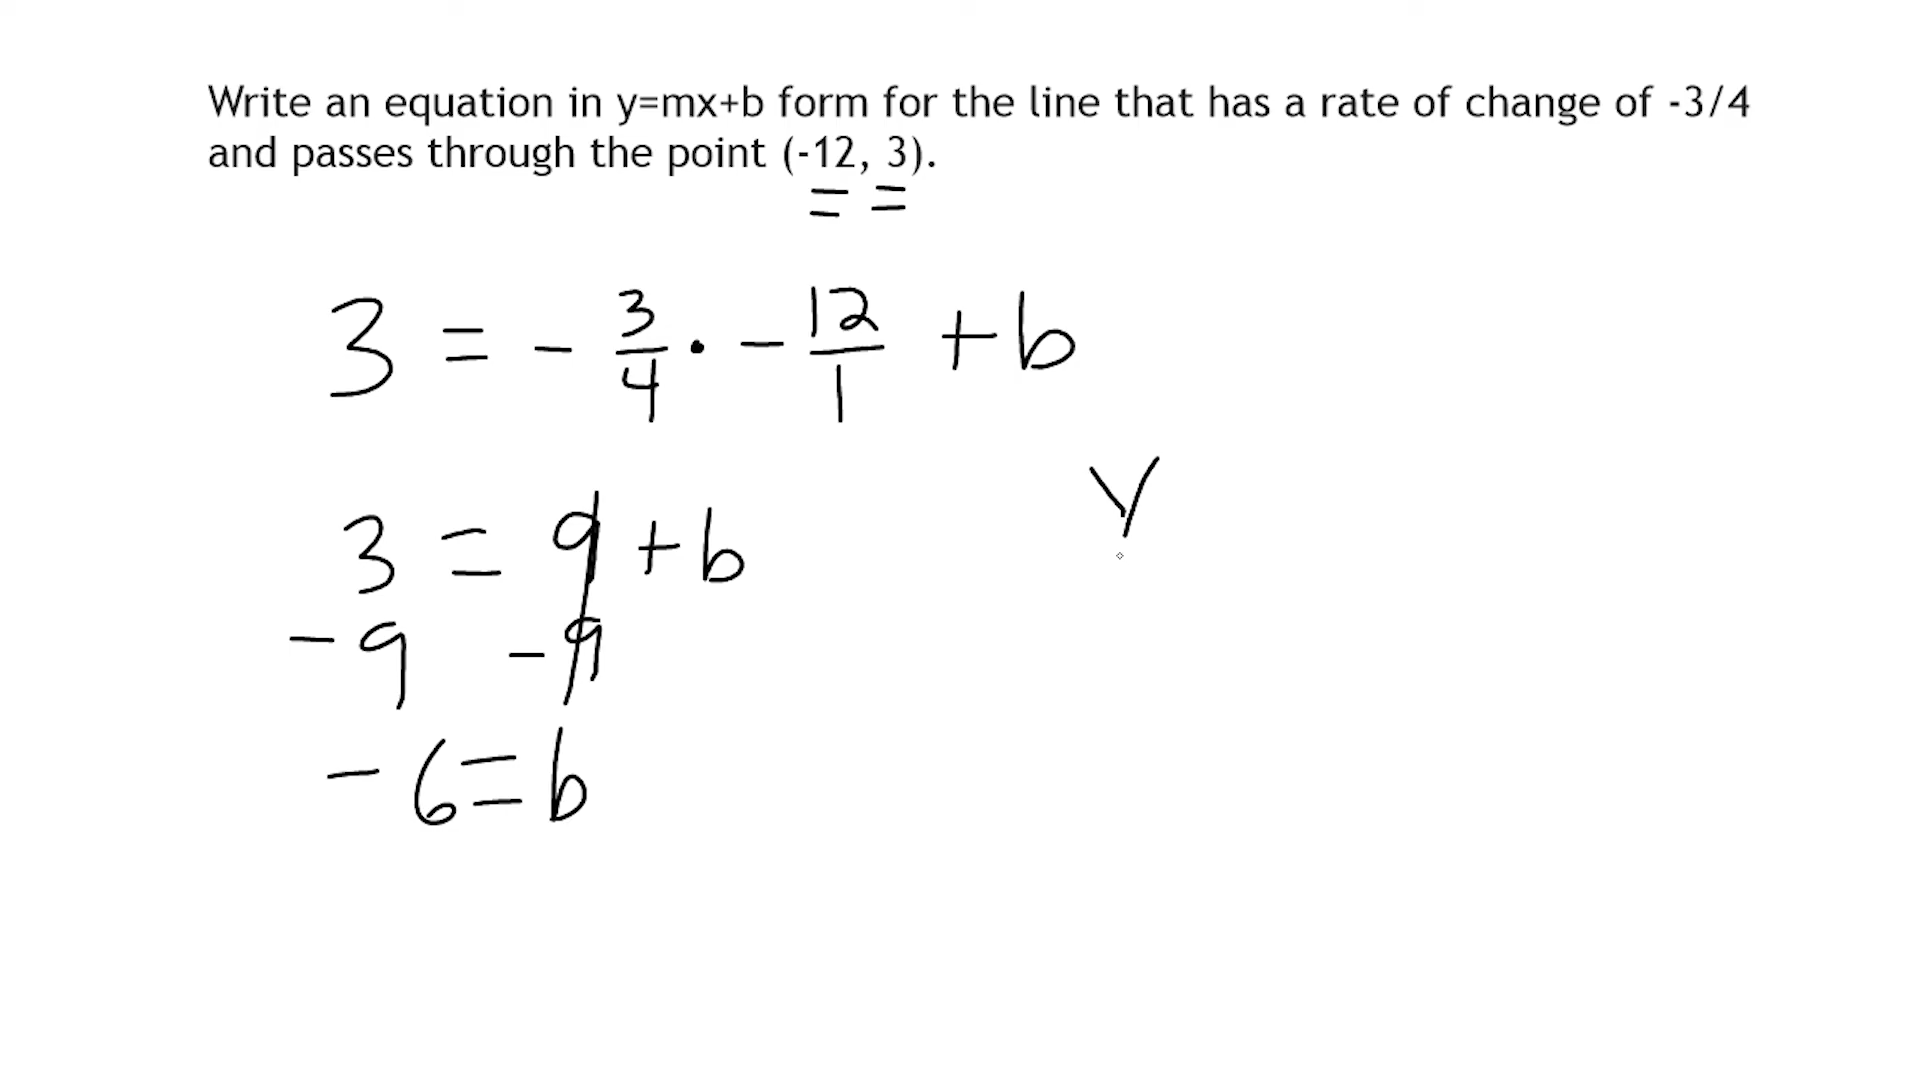 Write an equation in y=mx+b form for the line that has a rate of change of -3/4
and passes through the point (-12, 3).
3 = - 3/4 · - 12/1 + b
y
3 = 9 + b
-9 -9
-6 = b